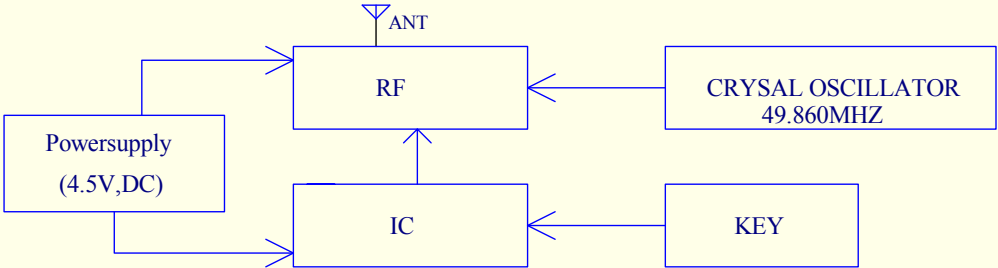 ANT
RF
CRYSAL OSCILLATOR
49.860MHZ
Powersupply
(4.5V,DC)
IC
KEY